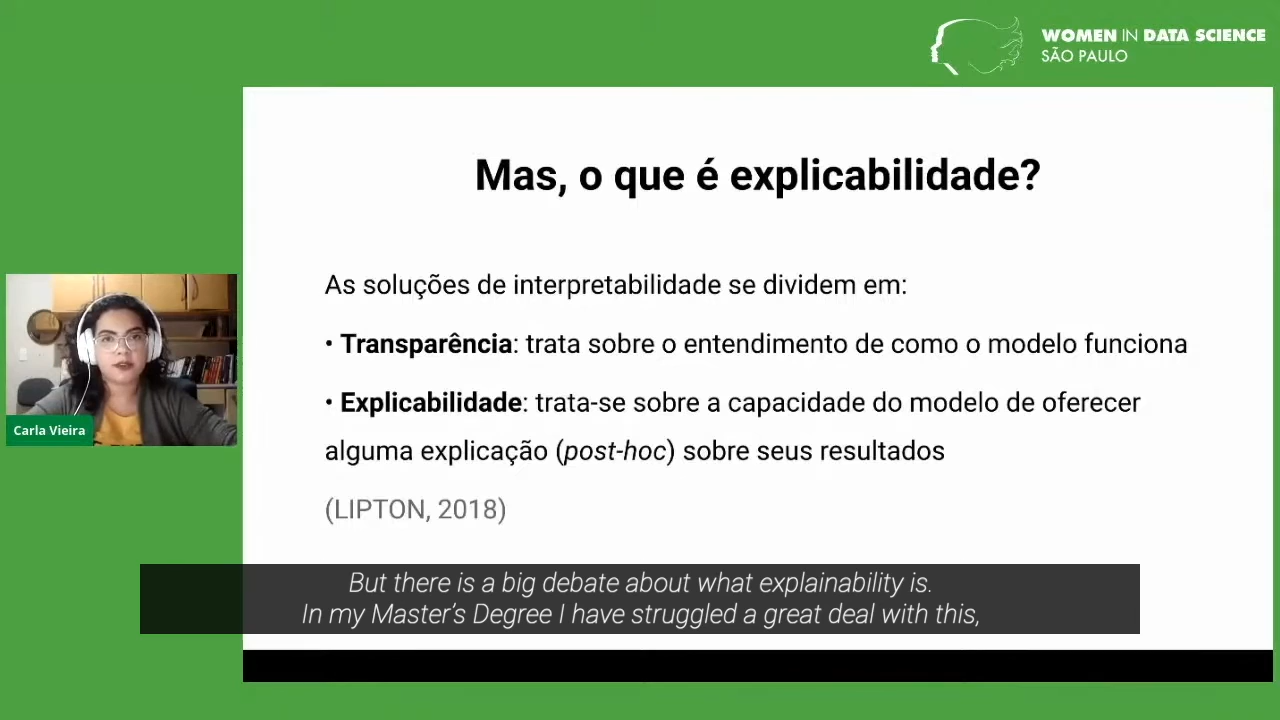 WOMEN IN DATA SCIENCE
SÃO PAULO
Mas, o que é explicabilidade?
As soluções de interpretabilidade se dividem em:
• Transparência: trata sobre o entendimento de como o modelo funciona
• Explicabilidade: trata-se sobre a capacidade do modelo de oferecer
alguma explicação (post-hoc) sobre seus resultados
(LIPTON, 2018)
Carla Vieira
But there is a big debate about what explainability is.
In my Master’s Degree I have struggled a great deal with this,